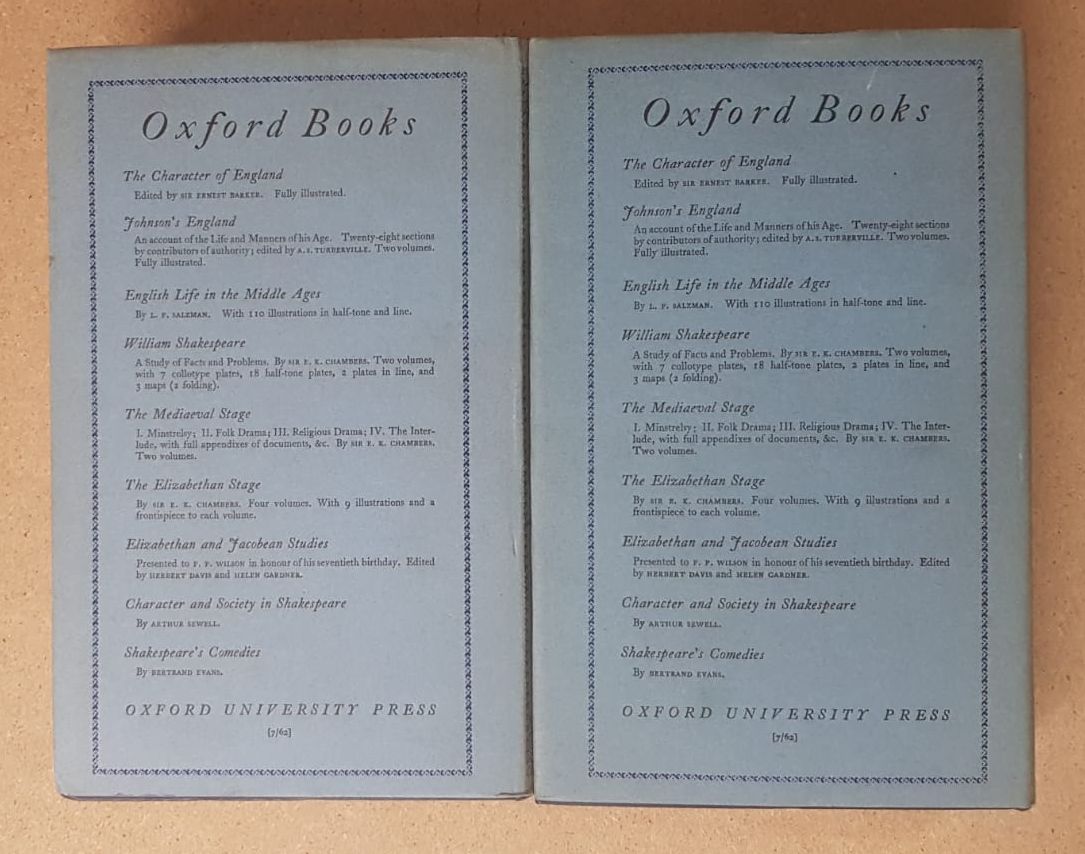 Oxford Books
The Character of England
Edited by SIR ERNEST BARKER. Fully illustrated.
Johnson's England
An account of the Life and Manners of his Age. Twenty-eight sections
by contributors of authority; edited by A. S. TURBERVILLE. Two volumes.
Fully illustrated.
English Life in the Middle Ages
By L. F. SALZMAN. With 110 illustrations in half-tone and line.
William Shakespeare
A Study of Facts and Problems. By SIR E. K. CHAMBERS. Two volumes,
with 7 collotype plates, 18 half-tone plates, 2 plates in line, and
3 maps (2 folding).
The Mediaeval Stage
I. Minstrelsy; II. Folk Drama; III. Religious Drama; IV. The Inter-
lude, with full appendixes of documents, &c. By SIR E. K. CHAMBERS.
Two volumes.
The Elizabethan Stage
By SIR E. K. CHAMBERS. Four volumes. With 9 illustrations and a
frontispiece to each volume.
Elizabethan and Jacobean Studies
Presented to F. P. WILSON in honour of his seventieth birthday. Edited
by HERBERT DAVIS and HELEN GARDNER.
Character and Society in Shakespeare
By ARTHUR SEWELL.
Shakespeare's Comedies
By BERTRAND EVANS.
OXFORD UNIVERSITY PRESS
[7/62]
Oxford Books
The Character of England
Edited by SIR ERNEST BARKER. Fully illustrated.
Johnson's England
An account of the Life and Manners of his Age. Twenty-eight sections
by contributors of authority; edited by A. S. TURBERVILLE. Two volumes.
Fully illustrated.
English Life in the Middle Ages
By L. F. SALZMAN. With 110 illustrations in half-tone and line.
William Shakespeare
A Study of Facts and Problems. By SIR E. K. CHAMBERS. Two volumes,
with 7 collotype plates, 18 half-tone plates, 2 plates in line, and
3 maps (2 folding).
The Mediaeval Stage
I. Minstrelsy; II. Folk Drama; III. Religious Drama; IV. The Inter-
lude, with full appendixes of documents, &c. By SIR E. K. CHAMBERS.
Two volumes.
The Elizabethan Stage
By SIR E. K. CHAMBERS. Four volumes. With 9 illustrations and a
frontispiece to each volume.
Elizabethan and Jacobean Studies
Presented to F. P. WILSON in honour of his seventieth birthday. Edited
by HERBERT DAVIS and HELEN GARDNER.
Character and Society in Shakespeare
By ARTHUR SEWELL.
Shakespeare's Comedies
By BERTRAND EVANS.
OXFORD UNIVERSITY PRESS
[7/62]